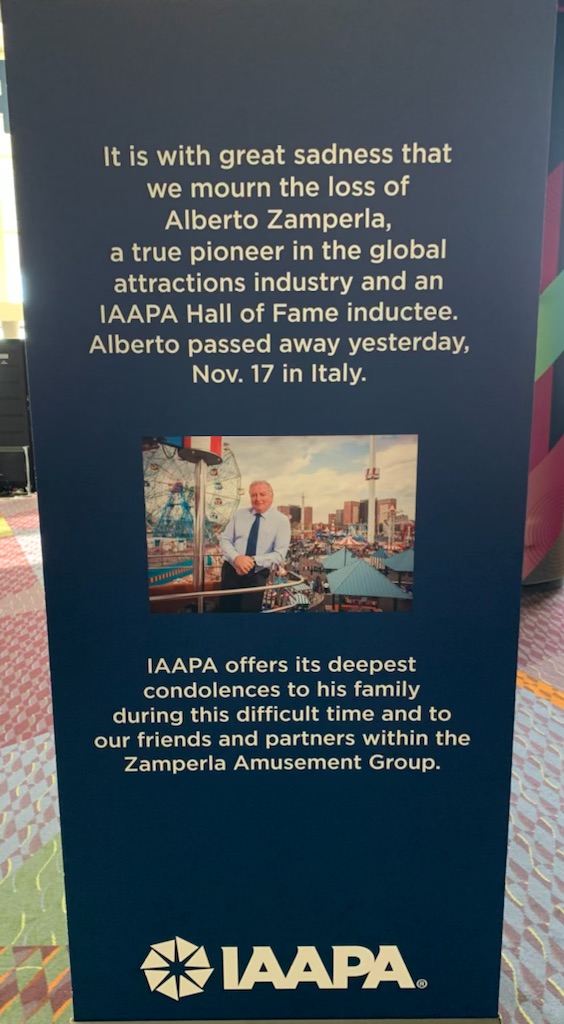 It is with great sadness that
we mourn the loss of
Alberto Zamperla,
a true pioneer in the global
attractions industry and an
IAAPA Hall of Fame inductee.
Alberto passed away yesterday,
Nov. 17 in Italy.
IAAPA offers its deepest
condolences to his family
during this difficult time and to
our friends and partners within the
Zamperla Amusement Group.
IAAPA®